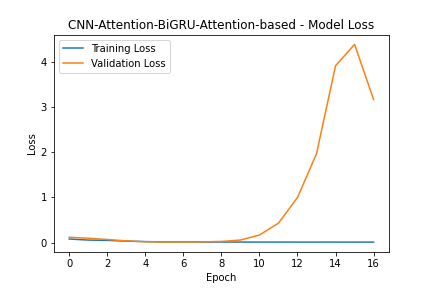 CNN-Attention-BiGRU-Attention-based - Model Loss
Training Loss
Validation Loss
Loss
4
3
2
1
0
0 2 4 6 8 10 12 14 16
Epoch